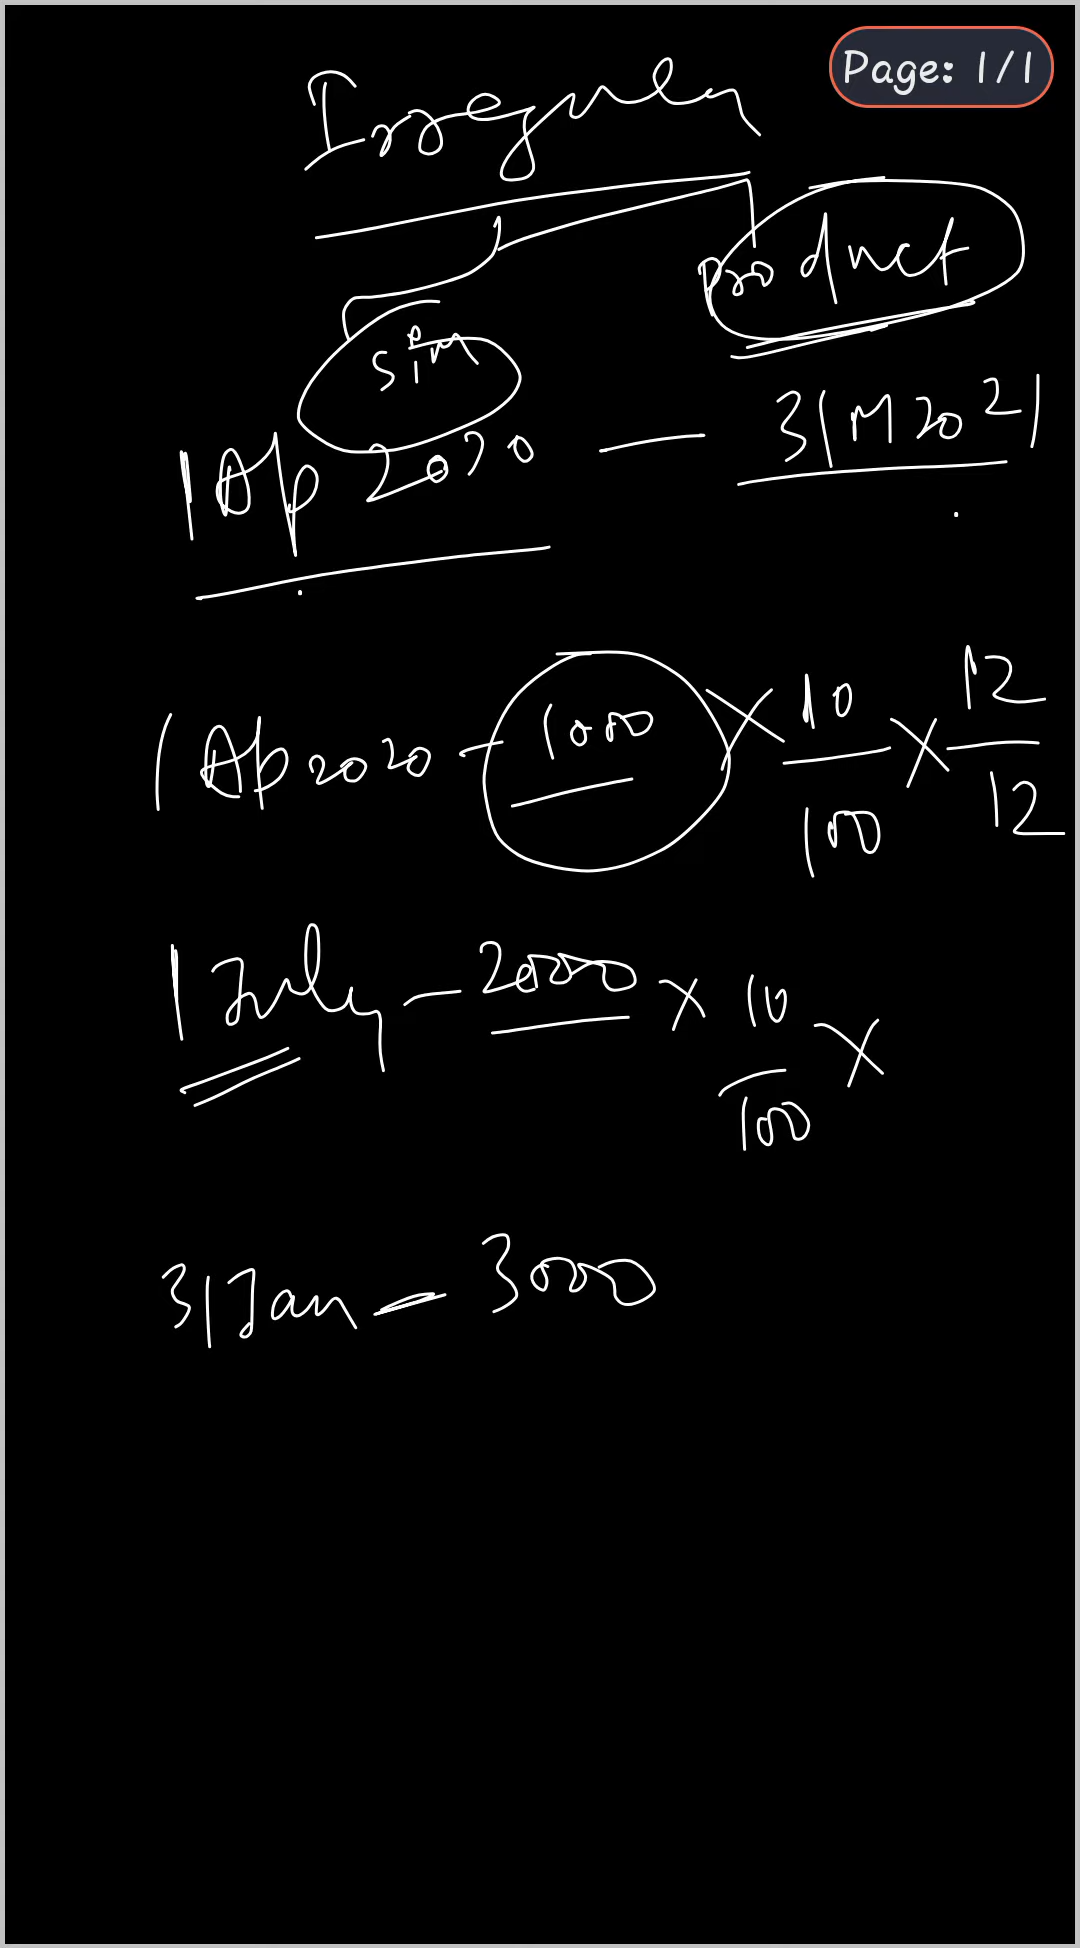 Page: 1/1
Irregular
Product
Sim
1 Ap 2020 — 31 M 2021
1 Ap 2020 - 1000 × 10/100 × 12/12
1 July - 2000 × 10/100 ×
31 Jan - 3000